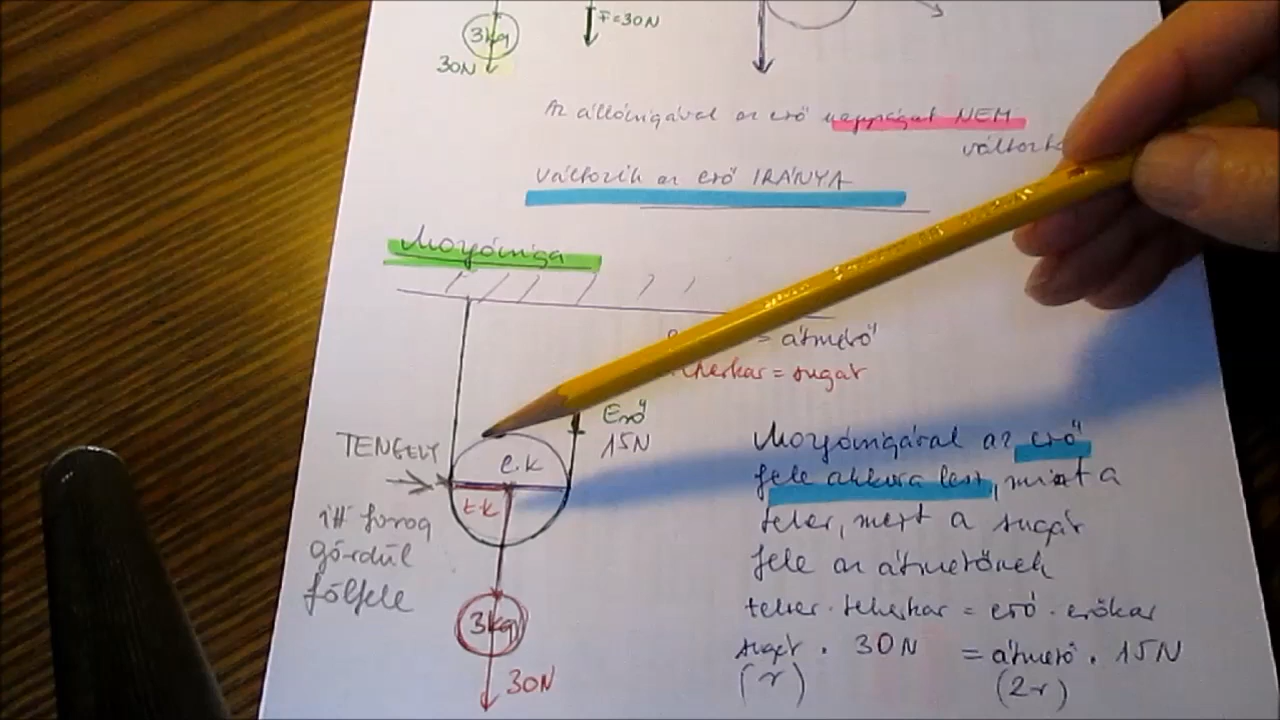 3kg
30N
F=30N
Az állócsigával az erő nagyságát NEM
változik az erő IRÁNYA
Mozgócsiga
= átmérő
teherkar = sugár
Erő
15N
TENGELY
e.k
t.k
itt forog
gördül
fölfele
3kg
30N
Mozgócsigával az erő
fele akkora lesz, mint a
teher, mert a sugár
fele az átmérőnek
teher · teherkar = erő · erőkar
sugár · 30N = átmérő · 15N
(r) (2r)